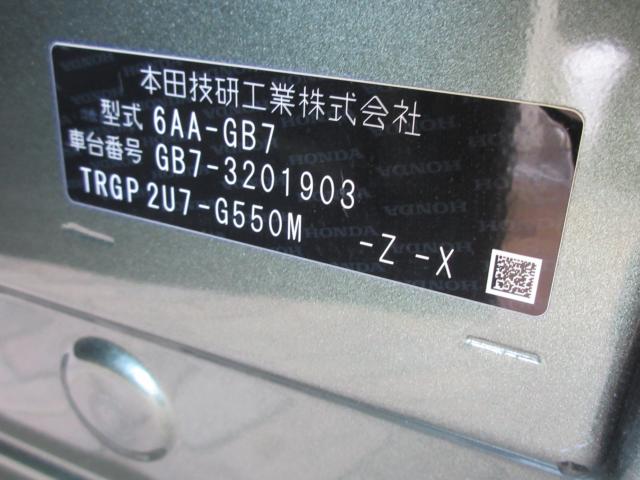 本田技研工業株式会社
型式 6AA-GB7
車台番号 GB7-3201903
TRGP 2U7-G550M -Z -X